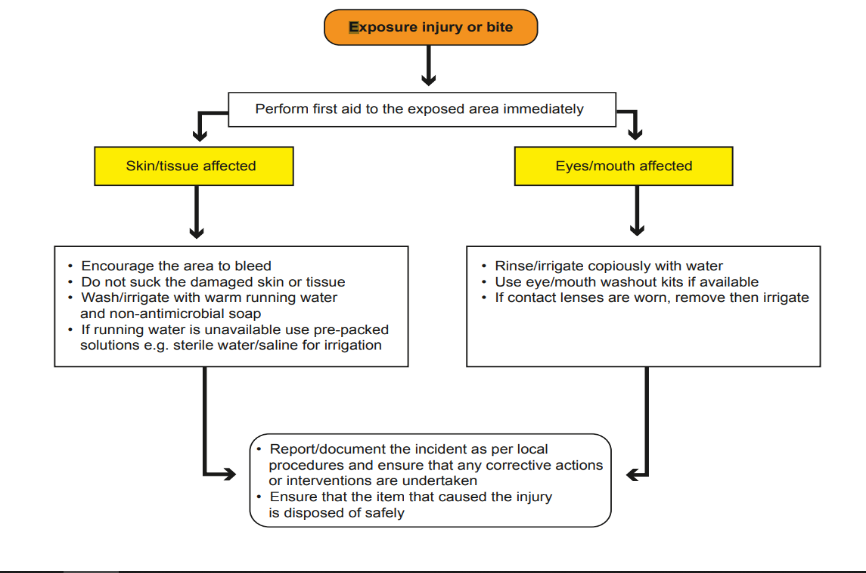 Exposure injury or bite
Perform first aid to the exposed area immediately
Skin/tissue affected
Eyes/mouth affected
• Encourage the area to bleed
• Do not suck the damaged skin or tissue
• Wash/irrigate with warm running water
and non-antimicrobial soap
• If running water is unavailable use pre-packed
solutions e.g. sterile water/saline for irrigation
• Rinse/irrigate copiously with water
• Use eye/mouth washout kits if available
• If contact lenses are worn, remove then irrigate
• Report/document the incident as per local
procedures and ensure that any corrective actions
or interventions are undertaken
• Ensure that the item that caused the injury
is disposed of safely